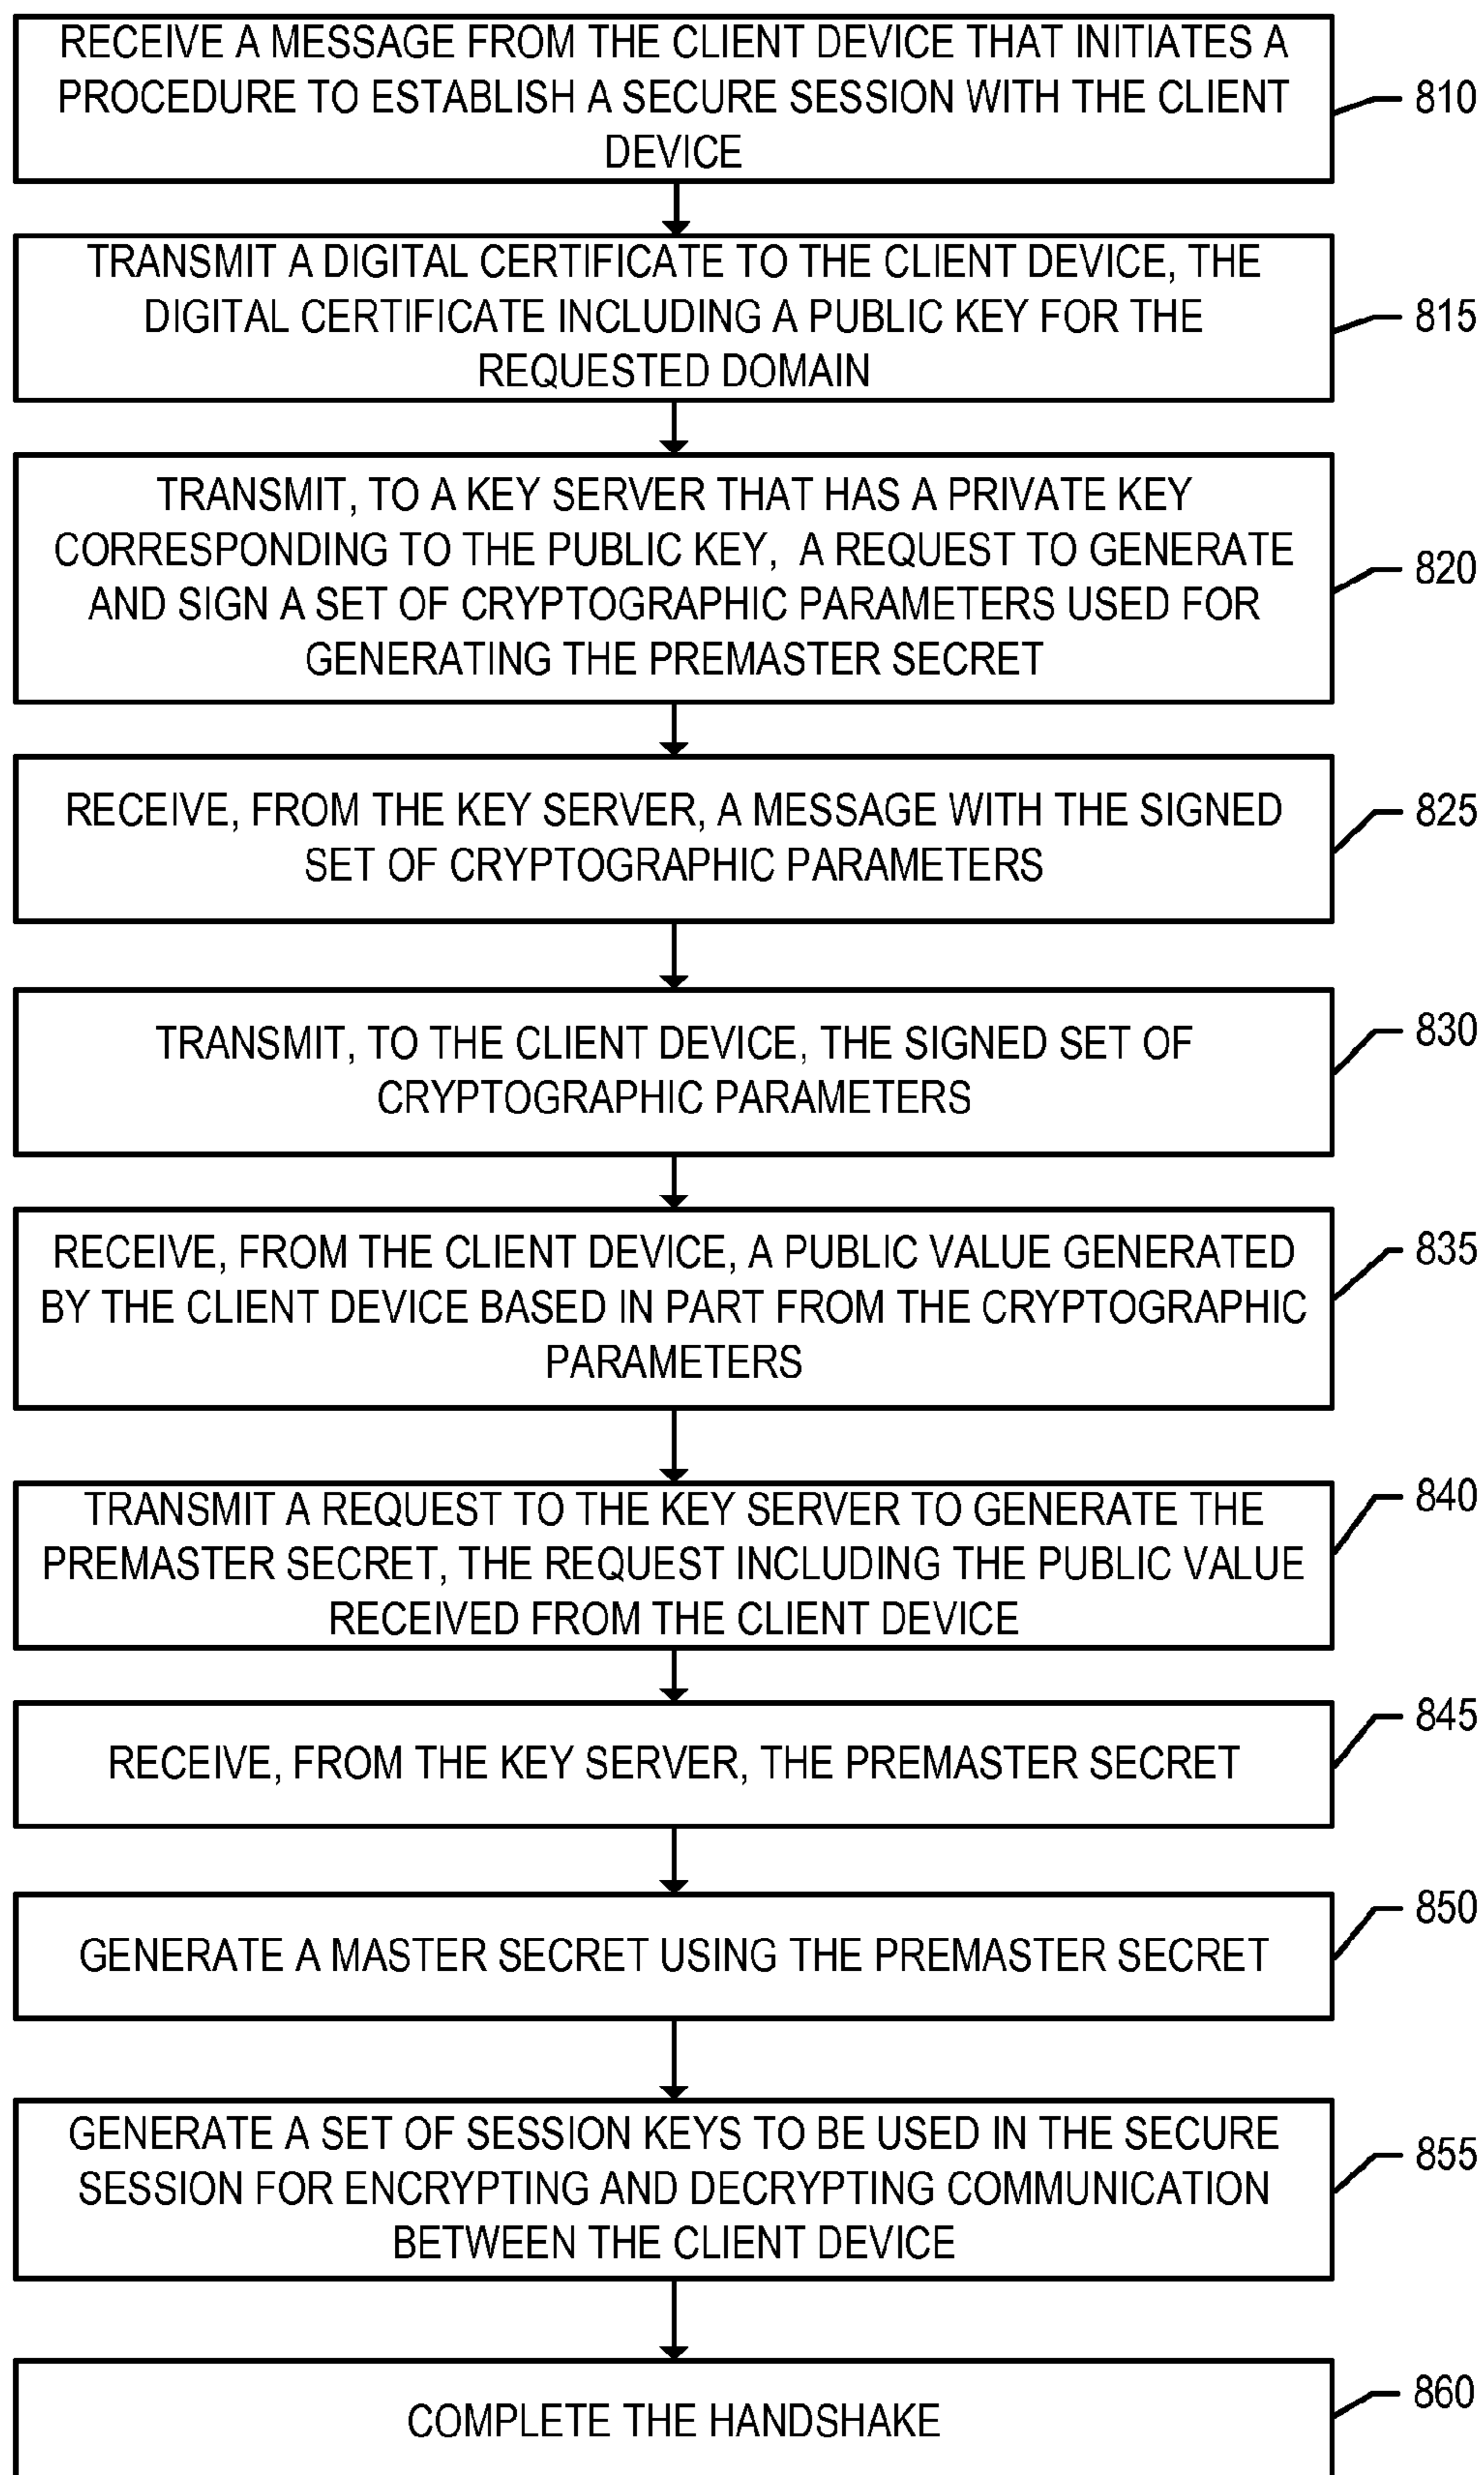 RECEIVE A MESSAGE FROM THE CLIENT DEVICE THAT INITIATES A
PROCEDURE TO ESTABLISH A SECURE SESSION WITH THE CLIENT
DEVICE
810
TRANSMIT A DIGITAL CERTIFICATE TO THE CLIENT DEVICE, THE
DIGITAL CERTIFICATE INCLUDING A PUBLIC KEY FOR THE
REQUESTED DOMAIN
815
TRANSMIT, TO A KEY SERVER THAT HAS A PRIVATE KEY
CORRESPONDING TO THE PUBLIC KEY, A REQUEST TO GENERATE
AND SIGN A SET OF CRYPTOGRAPHIC PARAMETERS USED FOR
GENERATING THE PREMASTER SECRET
820
RECEIVE, FROM THE KEY SERVER, A MESSAGE WITH THE SIGNED
SET OF CRYPTOGRAPHIC PARAMETERS
825
TRANSMIT, TO THE CLIENT DEVICE, THE SIGNED SET OF
CRYPTOGRAPHIC PARAMETERS
830
RECEIVE, FROM THE CLIENT DEVICE, A PUBLIC VALUE GENERATED
BY THE CLIENT DEVICE BASED IN PART FROM THE CRYPTOGRAPHIC
PARAMETERS
835
TRANSMIT A REQUEST TO THE KEY SERVER TO GENERATE THE
PREMASTER SECRET, THE REQUEST INCLUDING THE PUBLIC VALUE
RECEIVED FROM THE CLIENT DEVICE
840
RECEIVE, FROM THE KEY SERVER, THE PREMASTER SECRET
845
GENERATE A MASTER SECRET USING THE PREMASTER SECRET
850
GENERATE A SET OF SESSION KEYS TO BE USED IN THE SECURE
SESSION FOR ENCRYPTING AND DECRYPTING COMMUNICATION
BETWEEN THE CLIENT DEVICE
855
COMPLETE THE HANDSHAKE
860